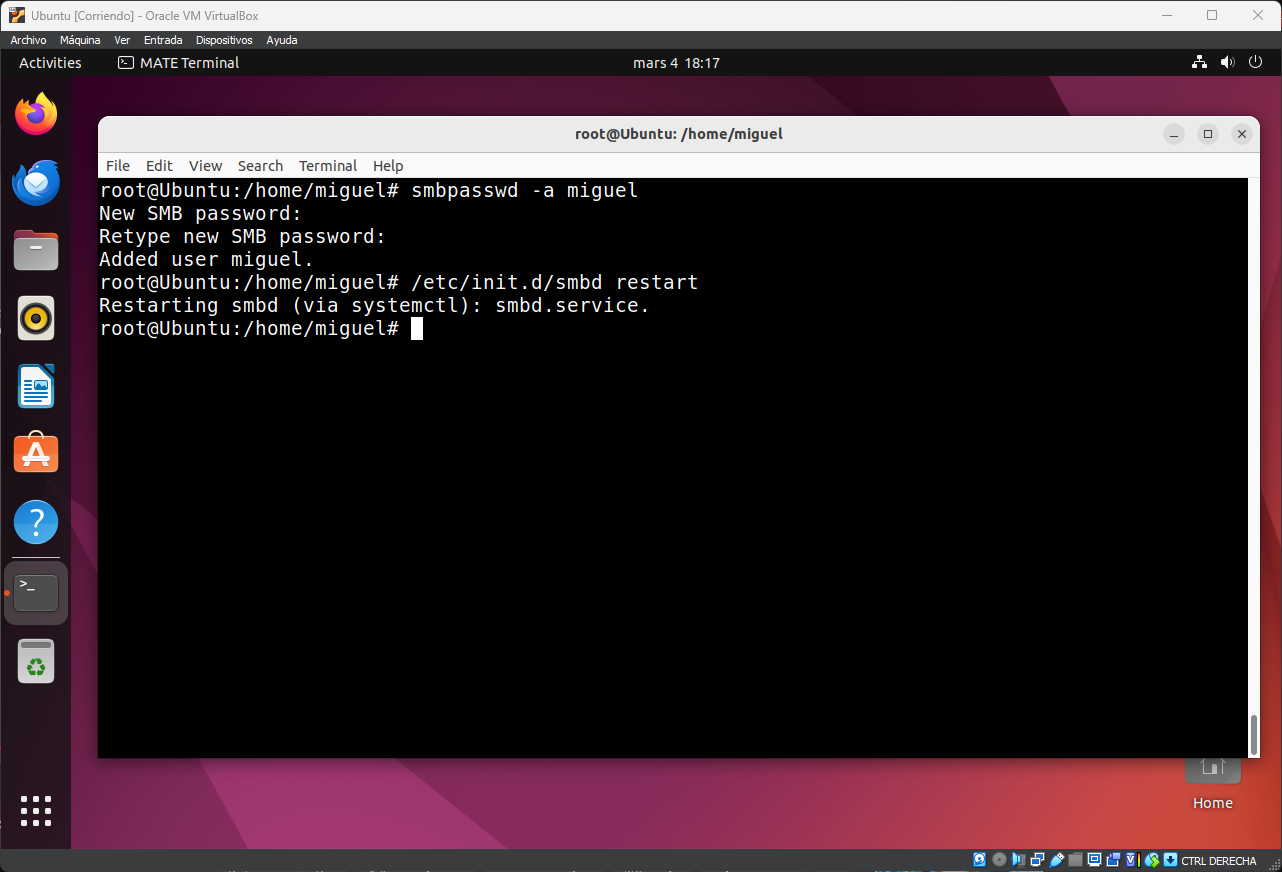 Ubuntu [Corriendo] - Oracle VM VirtualBox
Archivo Máquina Ver Entrada Dispositivos Ayuda
Activities MATE Terminal mars 4 18:17
root@Ubuntu: /home/miguel
File Edit View Search Terminal Help
root@Ubuntu:/home/miguel# smbpasswd -a miguel
New SMB password:
Retype new SMB password:
Added user miguel.
root@Ubuntu:/home/miguel# /etc/init.d/smbd restart
Restarting smbd (via systemctl): smbd.service.
root@Ubuntu:/home/miguel#
Home
CTRL DERECHA